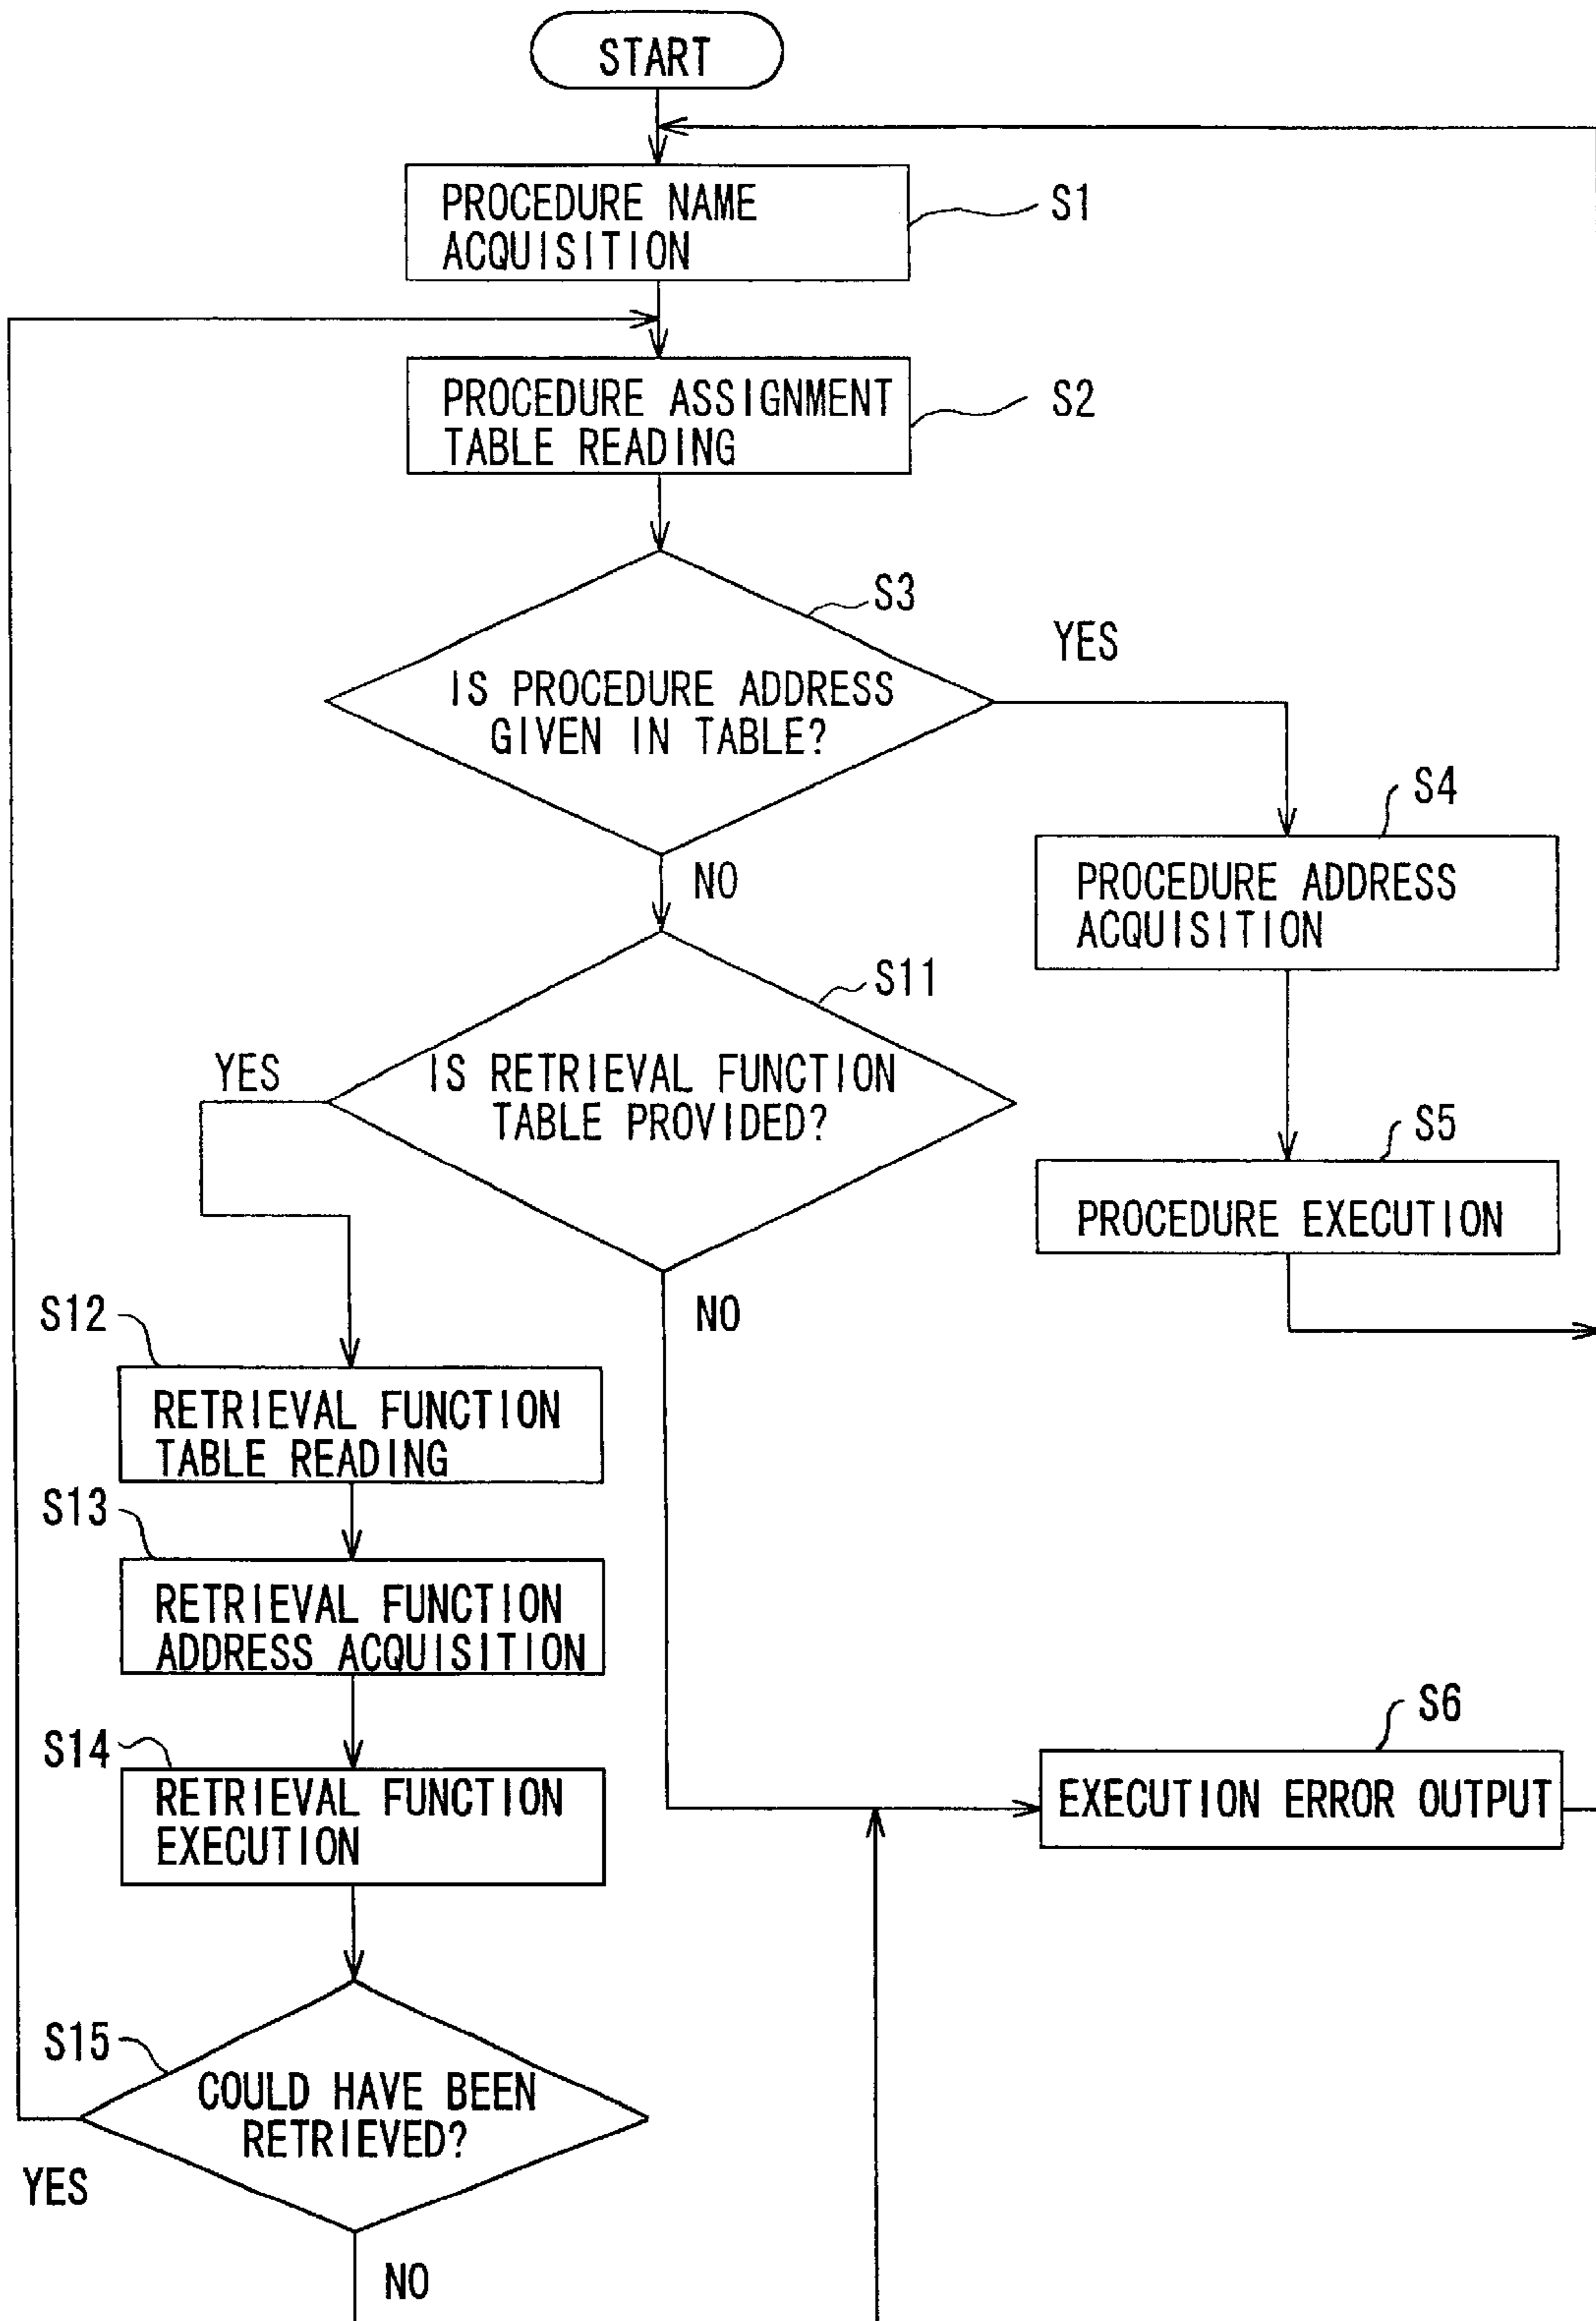 START
PROCEDURE NAME
ACQUISITION
S1
PROCEDURE ASSIGNMENT
TABLE READING
S2
S3
IS PROCEDURE ADDRESS
GIVEN IN TABLE?
YES
NO
S4
PROCEDURE ADDRESS
ACQUISITION
S11
IS RETRIEVAL FUNCTION
TABLE PROVIDED?
YES
NO
S5
PROCEDURE EXECUTION
S12
RETRIEVAL FUNCTION
TABLE READING
S13
RETRIEVAL FUNCTION
ADDRESS ACQUISITION
S14
RETRIEVAL FUNCTION
EXECUTION
S6
EXECUTION ERROR OUTPUT
S15
COULD HAVE BEEN
RETRIEVED?
YES
NO